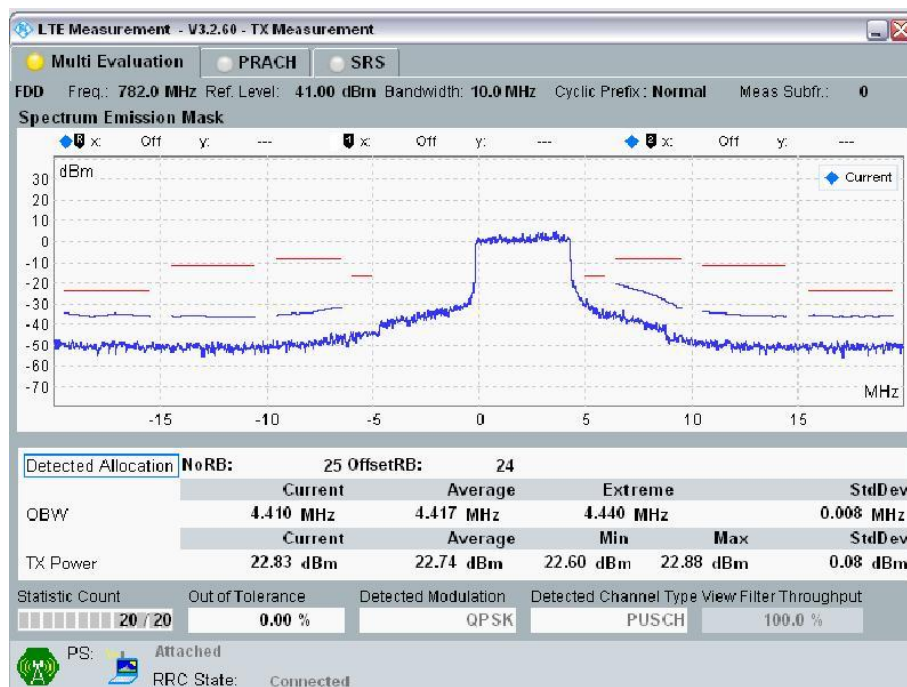 LTE Measurement - V3.2.60 - TX Measurement
Multi Evaluation PRACH SRS
FDD Freq.: 782.0 MHz Ref. Level: 41.00 dBm Bandwidth: 10.0 MHz Cyclic Prefix: Normal Meas Subfr.: 0
Spectrum Emission Mask
R x: Off y: --- 1 x: Off y: --- 2 x: Off y: ---
dBm
Current
30
20
10
0
-10
-20
-30
-40
-50
-60
-70
MHz
-15 -10 -5 0 5 10 15
Detected Allocation NoRB: 25 OffsetRB: 24
Current Average Extreme StdDev
OBW 4.410 MHz 4.417 MHz 4.440 MHz 0.008 MHz
Current Average Min Max StdDev
TX Power 22.83 dBm 22.74 dBm 22.60 dBm 22.88 dBm 0.08 dBm
Statistic Count Out of Tolerance Detected Modulation Detected Channel Type View Filter Throughput
20 / 20 0.00 % QPSK PUSCH 100.0 %
PS: Attached
RRC State: Connected